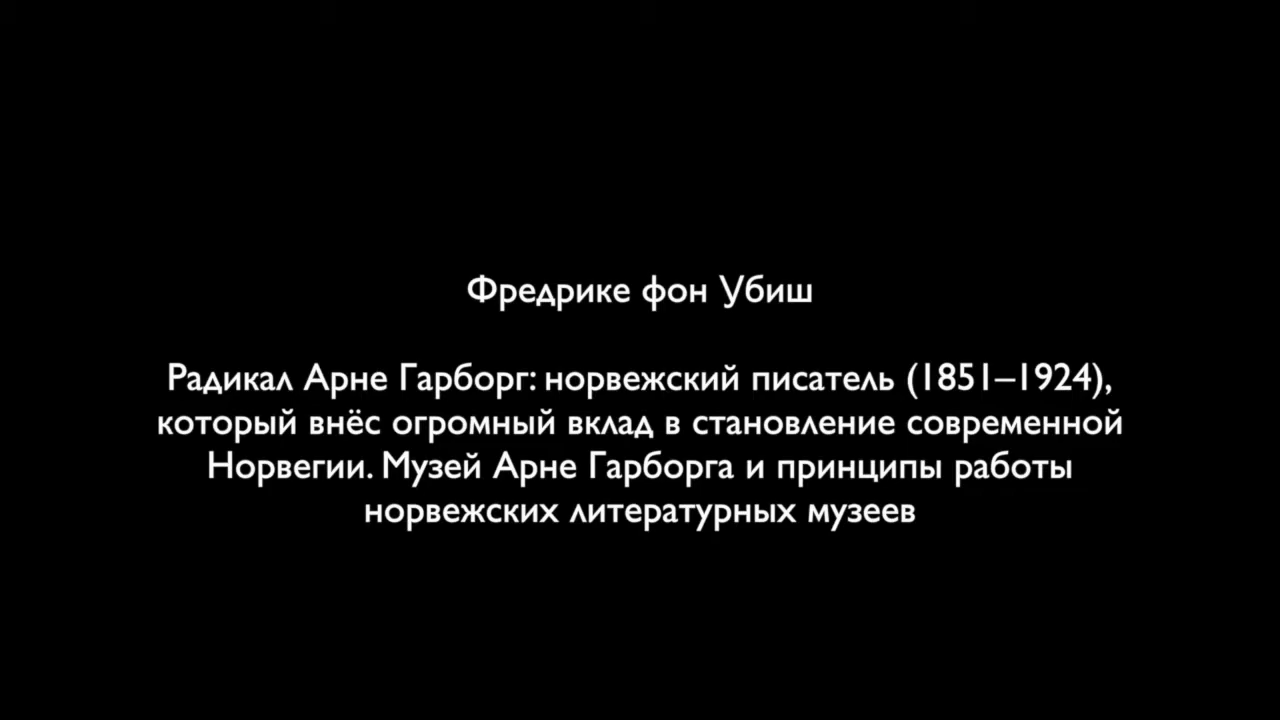 Фредрике фон Убиш
Радикал Арне Гарборг: норвежский писатель (1851–1924),
который внёс огромный вклад в становление современной
Норвегии. Музей Арне Гарборга и принципы работы
норвежских литературных музеев